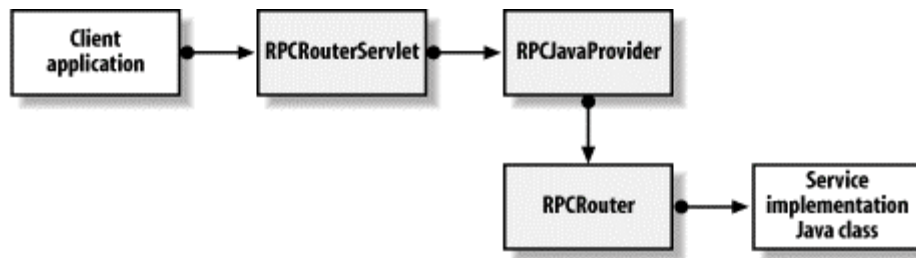 Client
application
RPCRouterServlet
RPCJavaProvider
RPCRouter
Service
implementation
Java class